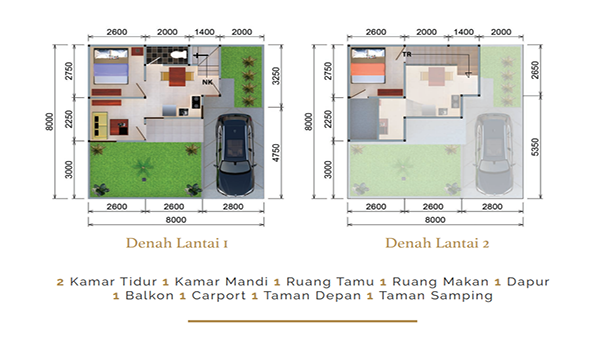 2600 2000 1400 2000
2600 2000 1400 2000
2750
2250
3000
8000
NK
3250
4750
2600 2600 2800
8000
TR
2750
2250
3000
8000
2650
5350
2600 2600 2800
8000
Denah Lantai 1
Denah Lantai 2
2 Kamar Tidur 1 Kamar Mandi 1 Ruang Tamu 1 Ruang Makan 1 Dapur
1 Balkon 1 Carport 1 Taman Depan 1 Taman Samping